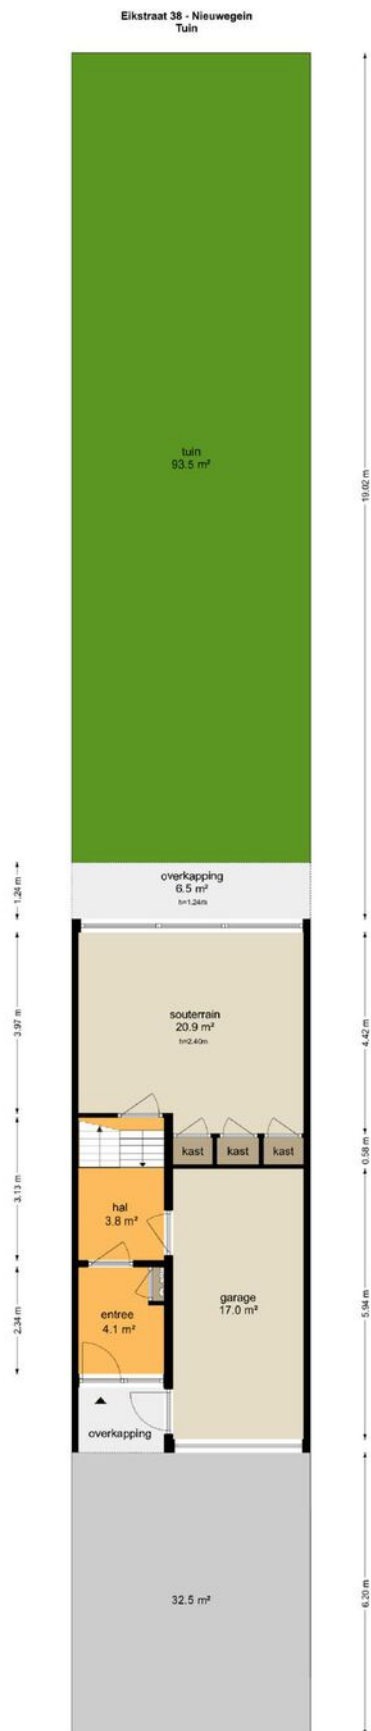 Eikstraat 38 - Nieuwegein
Tuin
tuin
93.5 m²
19.02 m
overkapping
6.5 m²
h=1.24m
1.24 m
souterrain
20.9 m²
h=2.40m
3.97 m
4.42 m
kast
kast
kast
0.58 m
hal
3.8 m²
3.13 m
garage
17.0 m²
5.94 m
entree
4.1 m²
2.34 m
overkapping
32.5 m²
6.20 m